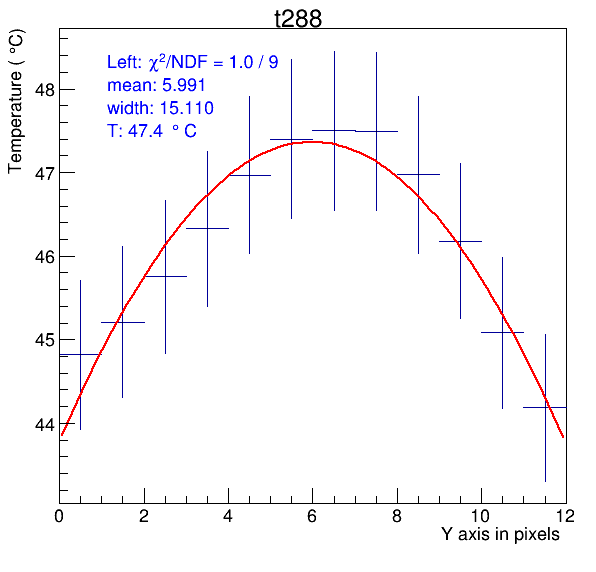 t288
Temperature ( °C)
Left: χ²/NDF = 1.0 / 9
mean: 5.991
width: 15.110
T: 47.4 ° C
48
47
46
45
44
0 2 4 6 8 10 12
Y axis in pixels